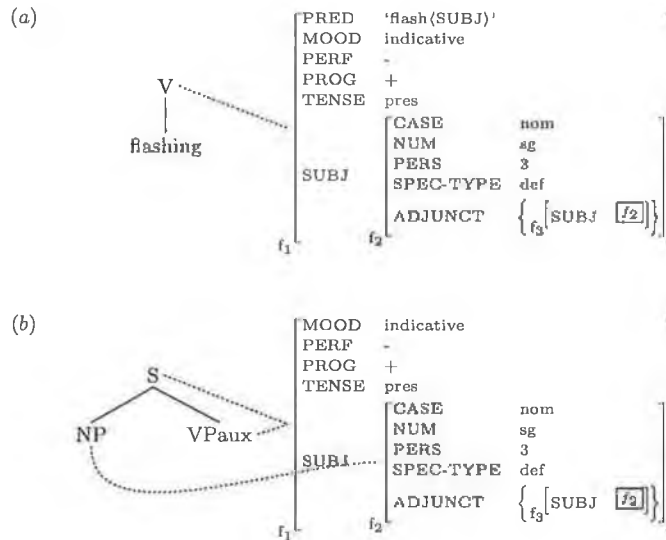 (a)
PRED ‘flash⟨SUBJ⟩’
MOOD indicative
PERF -
V PROG +
TENSE pres
flashing
SUBJ
CASE nom
NUM sg
PERS 3
SPEC-TYPE def
ADJUNCT { f3 [SUBJ f2] }
f1 f2
(b)
MOOD indicative
PERF -
S PROG +
TENSE pres
NP VPaux
SUBJ
CASE nom
NUM sg
PERS 3
SPEC-TYPE def
ADJUNCT { f3 [SUBJ f2] }
f1 f2